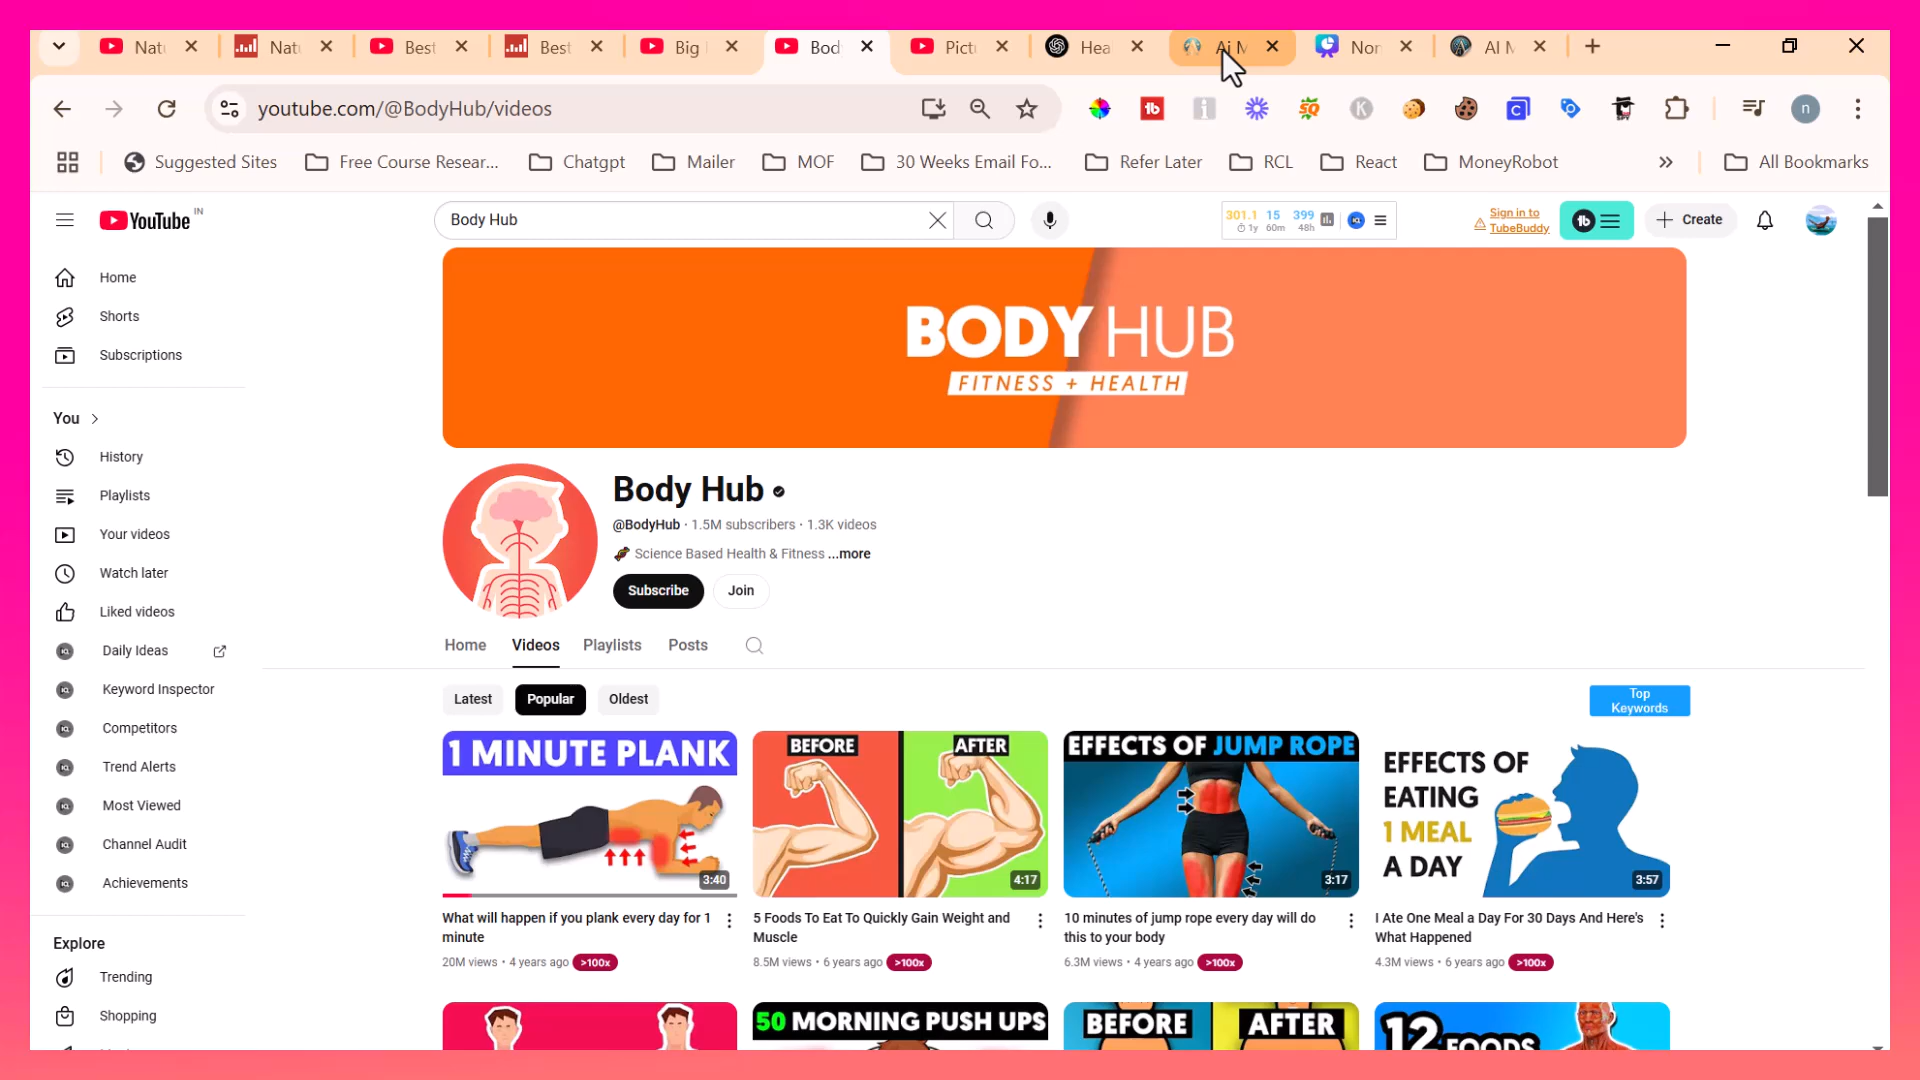 Natu
Natu
Best
Best
Big
Bod
Pictu
Hea
Ai M
Non
AI M
youtube.com/@BodyHub/videos
Suggested Sites
Free Course Resear...
Chatgpt
Mailer
MOF
30 Weeks Email Fo...
Refer Later
RCL
React
MoneyRobot
All Bookmarks
YouTube IN
Body Hub
301.1 15 399
1y 60m 48h
Sign in to
TubeBuddy
Create
n
Home
Shorts
Subscriptions
You
History
Playlists
Your videos
Watch later
Liked videos
Daily Ideas
Keyword Inspector
Competitors
Trend Alerts
Most Viewed
Channel Audit
Achievements
Explore
Trending
Shopping
BODY HUB
FITNESS + HEALTH
Body Hub
@BodyHub · 1.5M subscribers · 1.3K videos
Science Based Health & Fitness ...more
Subscribe
Join
Home
Videos
Playlists
Posts
Latest
Popular
Oldest
Top
Keywords
1 MINUTE PLANK
3:40
What will happen if you plank every day for 1
minute
20M views · 4 years ago >100x
BEFORE
AFTER
4:17
5 Foods To Eat To Quickly Gain Weight and
Muscle
8.5M views · 6 years ago >100x
EFFECTS OF JUMP ROPE
3:17
10 minutes of jump rope every day will do
this to your body
6.3M views · 4 years ago >100x
EFFECTS OF
EATING
1 MEAL
A DAY
3:57
I Ate One Meal a Day For 30 Days And Here's
What Happened
4.3M views · 6 years ago >100x
50 MORNING PUSH UPS
BEFORE
AFTER
12 FOODS